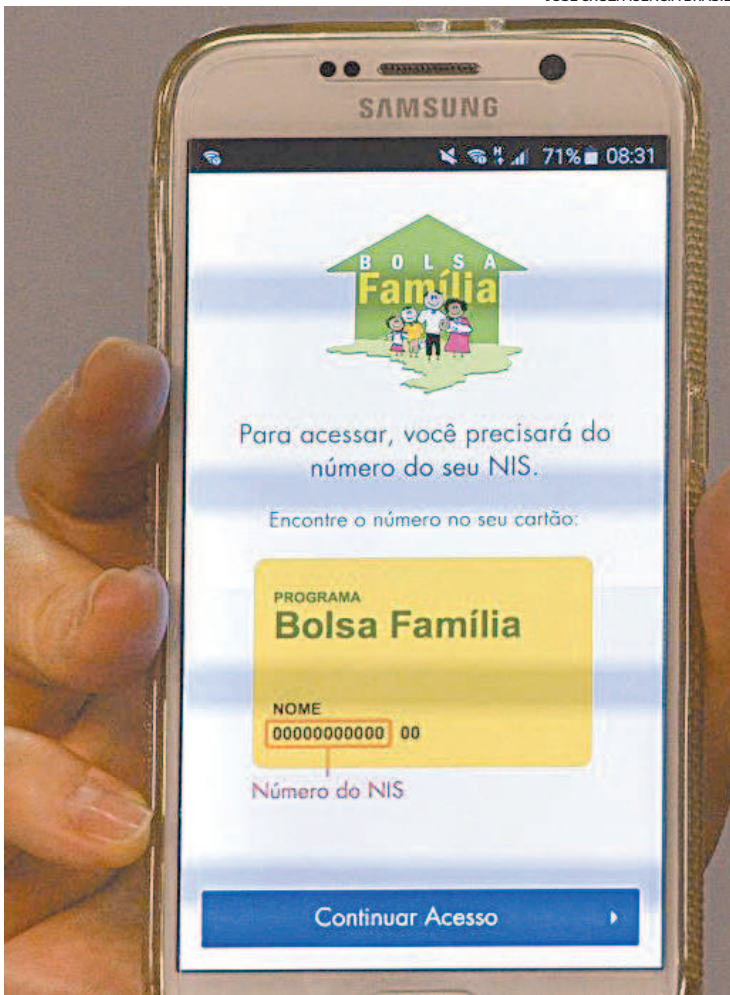 SAMSUNG
71% 08:31
BOLSA
Família
Para acessar, você precisará do
número do seu NIS.
Encontre o número no seu cartão:
PROGRAMA
Bolsa Família
NOME
00000000000 00
Número do NIS
Continuar Acesso